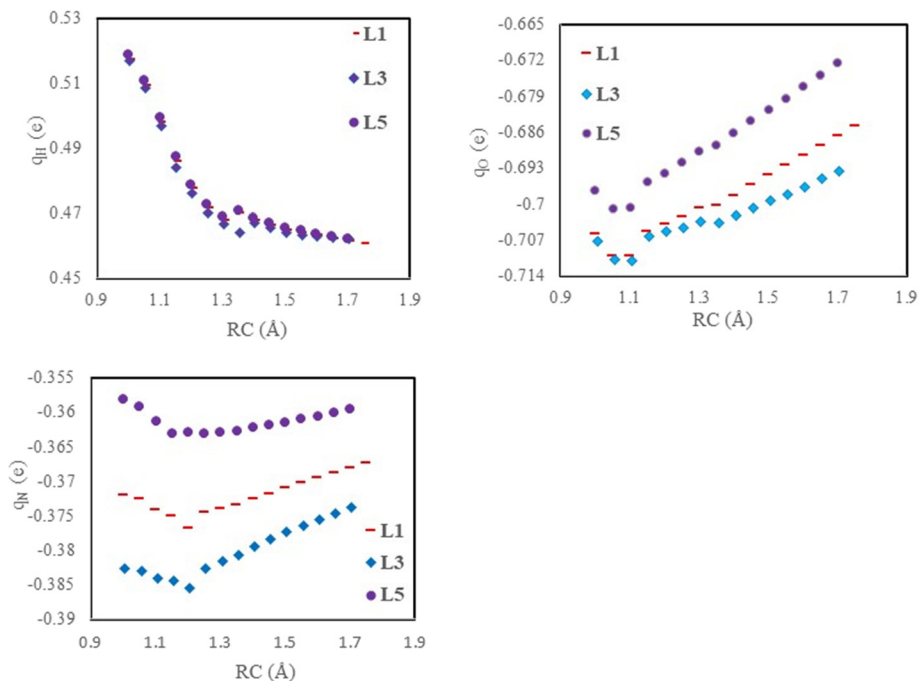 0.53
0.51
0.49
0.47
0.45
q_H (e)
0.9 1.1 1.3 1.5 1.7 1.9
RC (Å)
L1
L3
L5
-0.665
-0.672
-0.679
-0.686
-0.693
-0.7
-0.707
-0.714
q_O (e)
0.9 1.1 1.3 1.5 1.7 1.9
RC (Å)
L1
L3
L5
-0.355
-0.36
-0.365
-0.37
-0.375
-0.38
-0.385
-0.39
q_N (e)
0.9 1.1 1.3 1.5 1.7 1.9
RC (Å)
L1
L3
L5